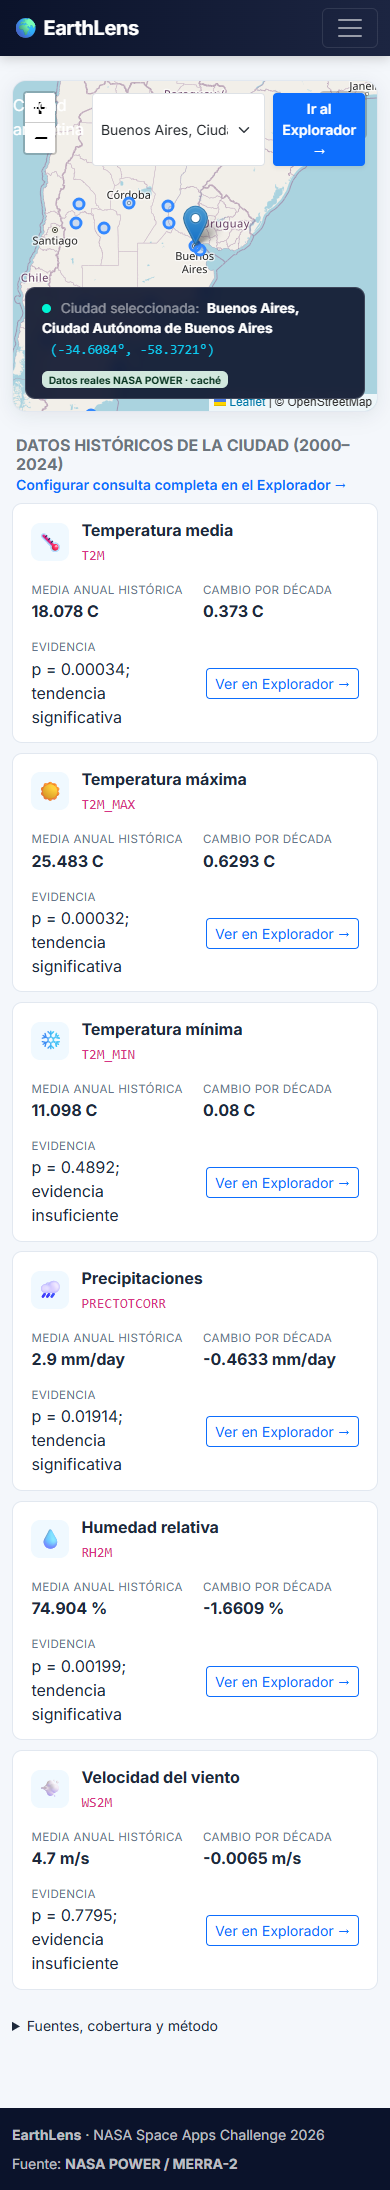 EarthLens
+
−
Buenos Aires, Ciuda
Ir al
Explorador
→
Córdoba
Santiago
Uruguay
Buenos
Aires
Chile
Ciudad seleccionada: Buenos Aires,
Ciudad Autónoma de Buenos Aires
(-34.6084°, -58.3721°)
Datos reales NASA POWER · caché
Leaflet | © OpenStreetMap
DATOS HISTÓRICOS DE LA CIUDAD (2000–
2024)
Configurar consulta completa en el Explorador →
Temperatura media
T2M
MEDIA ANUAL HISTÓRICA CAMBIO POR DÉCADA
18.078 C 0.373 C
EVIDENCIA
p = 0.00034;
tendencia
significativa
Ver en Explorador →
Temperatura máxima
T2M_MAX
MEDIA ANUAL HISTÓRICA CAMBIO POR DÉCADA
25.483 C 0.6293 C
EVIDENCIA
p = 0.00032;
tendencia
significativa
Ver en Explorador →
Temperatura mínima
T2M_MIN
MEDIA ANUAL HISTÓRICA CAMBIO POR DÉCADA
11.098 C 0.08 C
EVIDENCIA
p = 0.4892;
evidencia
insuficiente
Ver en Explorador →
Precipitaciones
PRECTOTCORR
MEDIA ANUAL HISTÓRICA CAMBIO POR DÉCADA
2.9 mm/day -0.4633 mm/day
EVIDENCIA
p = 0.01914;
tendencia
significativa
Ver en Explorador →
Humedad relativa
RH2M
MEDIA ANUAL HISTÓRICA CAMBIO POR DÉCADA
74.904 % -1.6609 %
EVIDENCIA
p = 0.00199;
tendencia
significativa
Ver en Explorador →
Velocidad del viento
WS2M
MEDIA ANUAL HISTÓRICA CAMBIO POR DÉCADA
4.7 m/s -0.0065 m/s
EVIDENCIA
p = 0.7795;
evidencia
insuficiente
Ver en Explorador →
▶ Fuentes, cobertura y método
EarthLens · NASA Space Apps Challenge 2026
Fuente: NASA POWER / MERRA-2